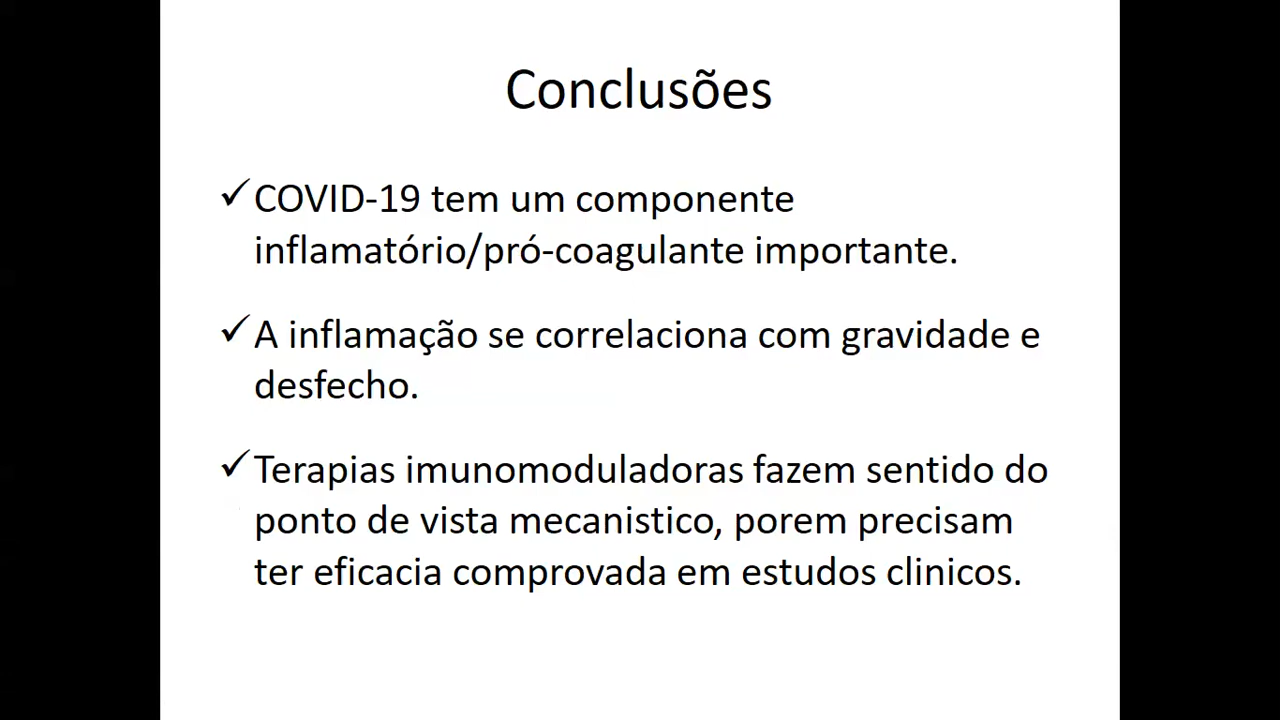 Conclusões
✓COVID-19 tem um componente
inflamatório/pró-coagulante importante.
✓A inflamação se correlaciona com gravidade e
desfecho.
✓Terapias imunomoduladoras fazem sentido do
ponto de vista mecanistico, porem precisam
ter eficacia comprovada em estudos clinicos.